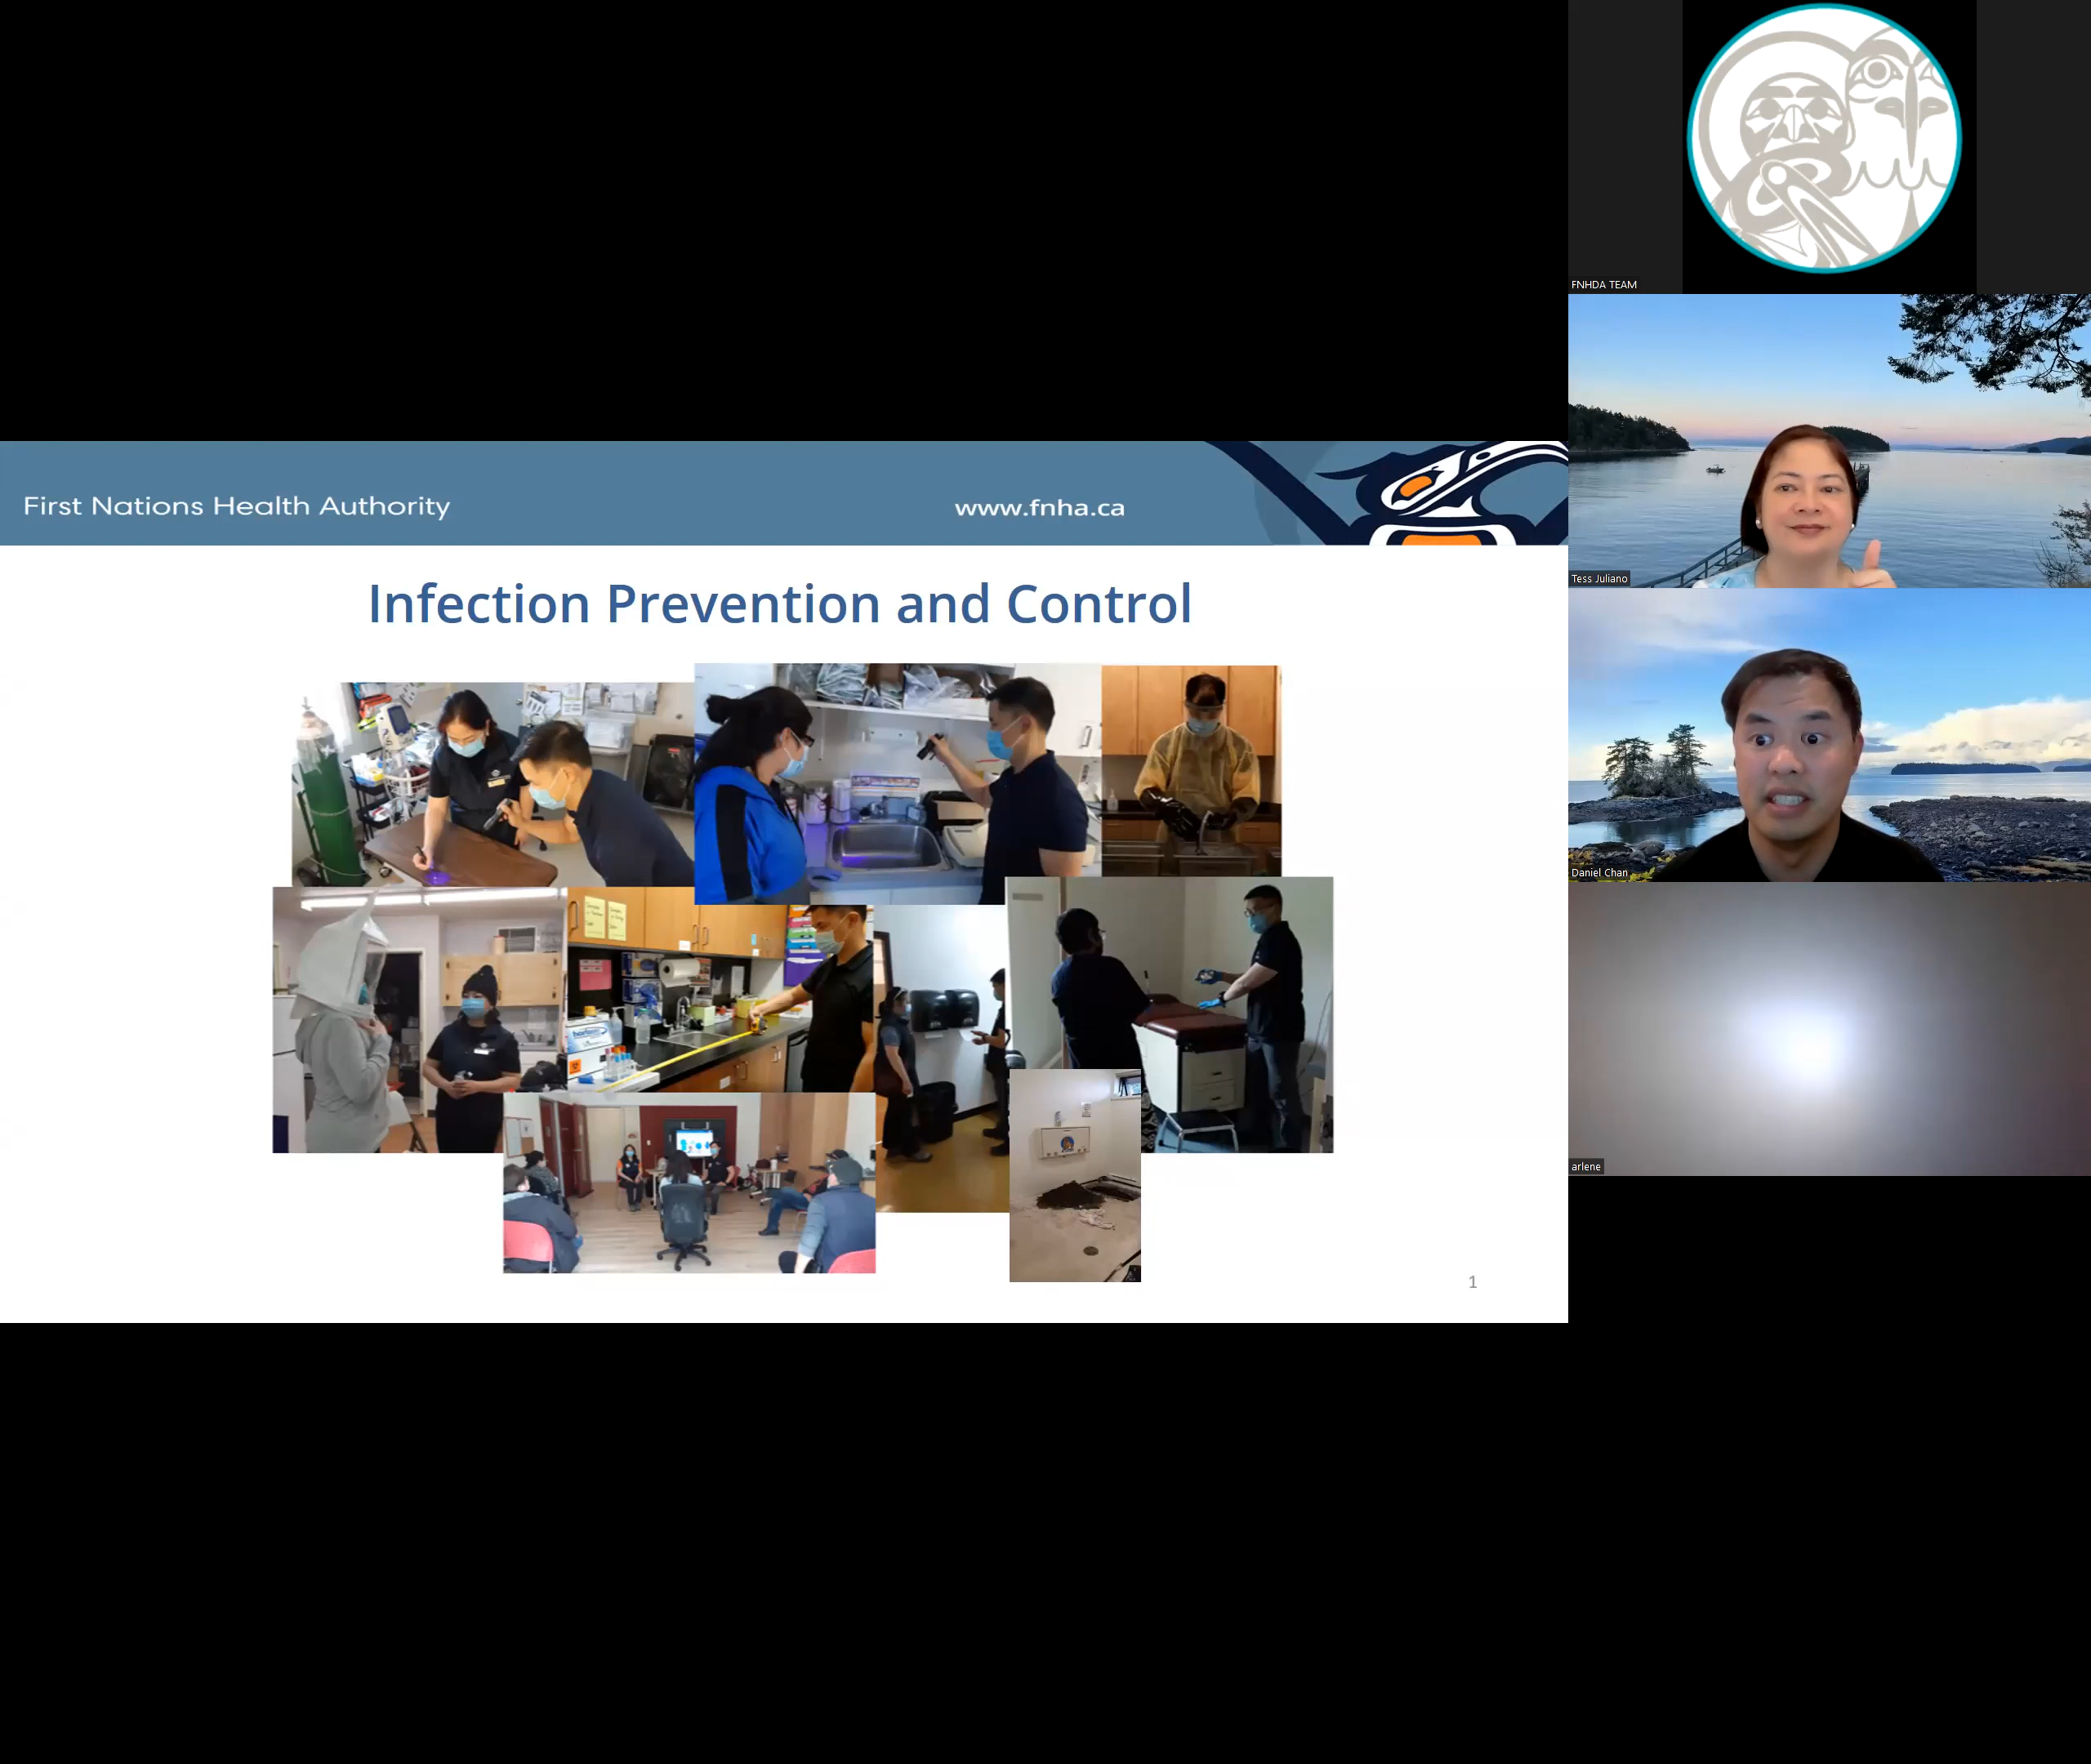 First Nations Health Authority
www.fnha.ca
Infection Prevention and Control
1
FNHDA TEAM
Tess Juliano
Daniel Chan
arlene